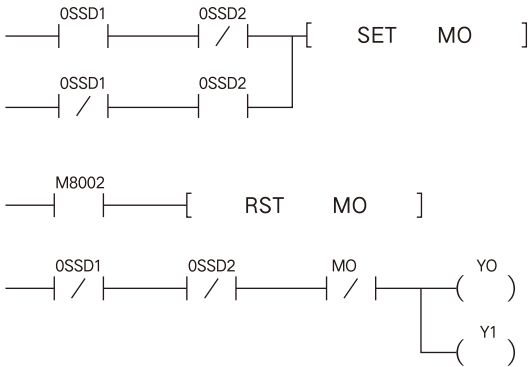 0SSD1 0SSD2
[ SET MO ]
0SSD1 0SSD2
M8002
[ RST MO ]
0SSD1 0SSD2 MO YO
( )
Y1
( )